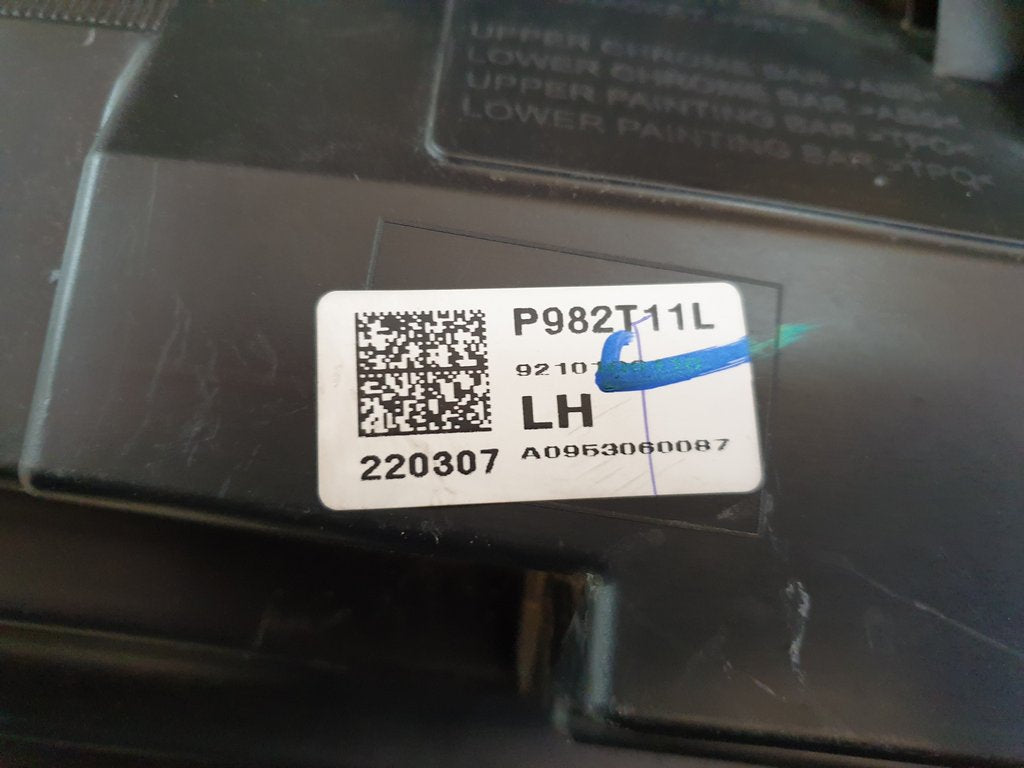 UPPER CHROME BAR >ABS<
LOWER CHROME BAR >ABS<
UPPER PAINTING BAR >TPO<
LOWER PAINTING BAR >TPO<
P982T11L
LH
220307
A0953060087